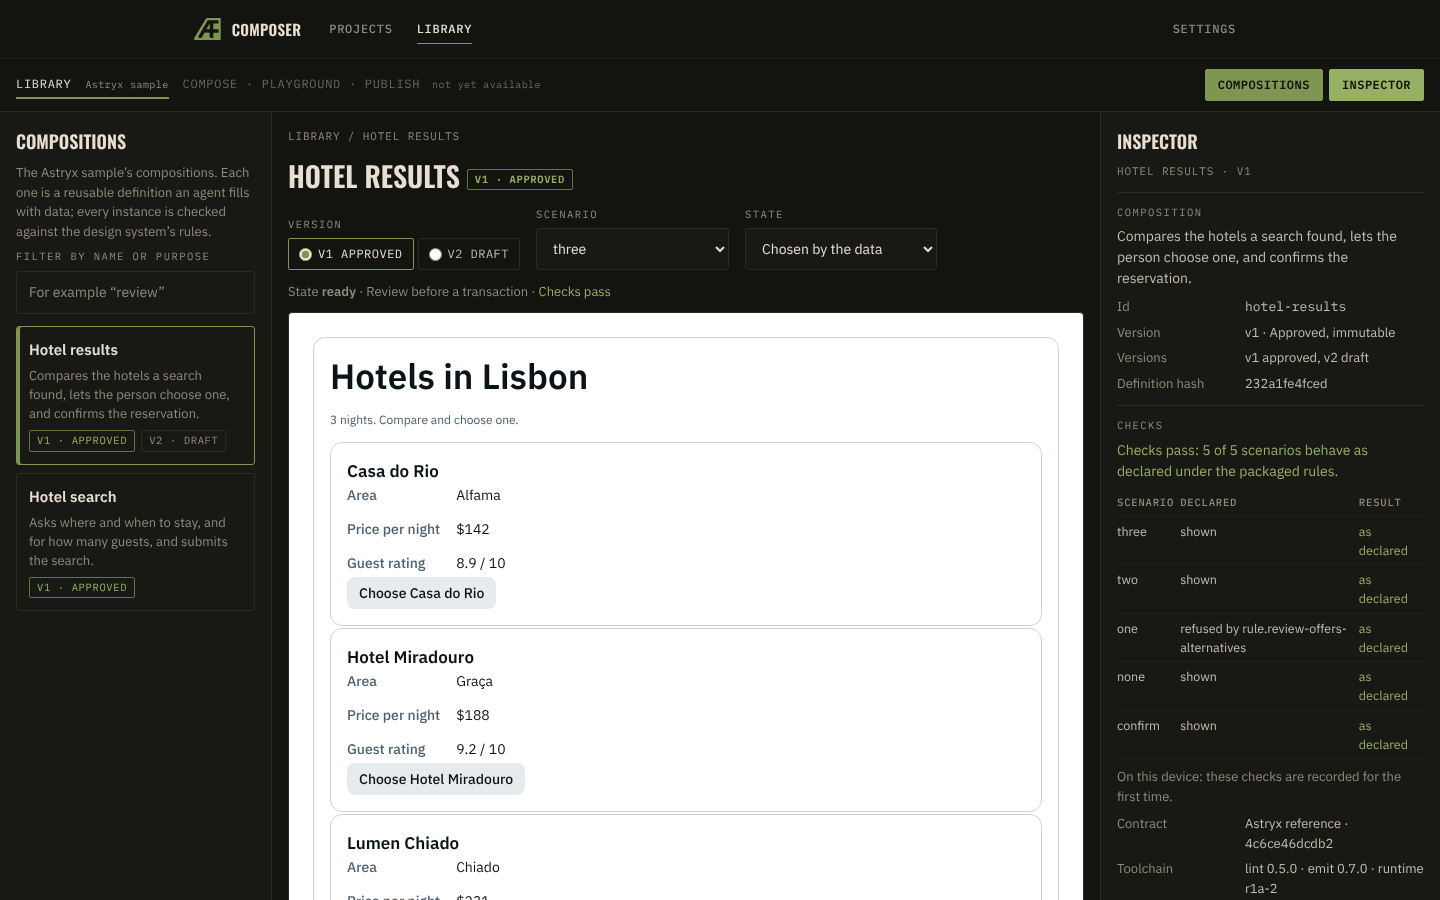 COMPOSER PROJECTS LIBRARY SETTINGS
LIBRARY Astryx sample COMPOSE · PLAYGROUND · PUBLISH not yet available COMPOSITIONS INSPECTOR
COMPOSITIONS
The Astryx sample’s compositions. Each
one is a reusable definition an agent fills
with data; every instance is checked
against the design system’s rules.
FILTER BY NAME OR PURPOSE
For example “review”
Hotel results
Compares the hotels a search
found, lets the person choose one,
and confirms the reservation.
V1 · APPROVED V2 · DRAFT
Hotel search
Asks where and when to stay, and
for how many guests, and submits
the search.
V1 · APPROVED
LIBRARY / HOTEL RESULTS
HOTEL RESULTS V1 · APPROVED
VERSION
V1 APPROVED V2 DRAFT
SCENARIO
three
STATE
Chosen by the data
State ready · Review before a transaction · Checks pass
Hotels in Lisbon
3 nights. Compare and choose one.
Casa do Rio
Area Alfama
Price per night $142
Guest rating 8.9 / 10
Choose Casa do Rio
Hotel Miradouro
Area Graça
Price per night $188
Guest rating 9.2 / 10
Choose Hotel Miradouro
Lumen Chiado
Area Chiado
Price per night $231
INSPECTOR
HOTEL RESULTS · V1
COMPOSITION
Compares the hotels a search found, lets the
person choose one, and confirms the
reservation.
Id hotel-results
Version v1 · Approved, immutable
Versions v1 approved, v2 draft
Definition hash 232a1fe4fced
CHECKS
Checks pass: 5 of 5 scenarios behave as
declared under the packaged rules.
SCENARIO DECLARED RESULT
three shown as
declared
two shown as
declared
one refused by rule.review-offers- as
alternatives declared
none shown as
declared
confirm shown as
declared
On this device: these checks are recorded for the
first time.
Contract Astryx reference ·
4c6ce46dcdb2
Toolchain lint 0.5.0 · emit 0.7.0 · runtime
r1a-2